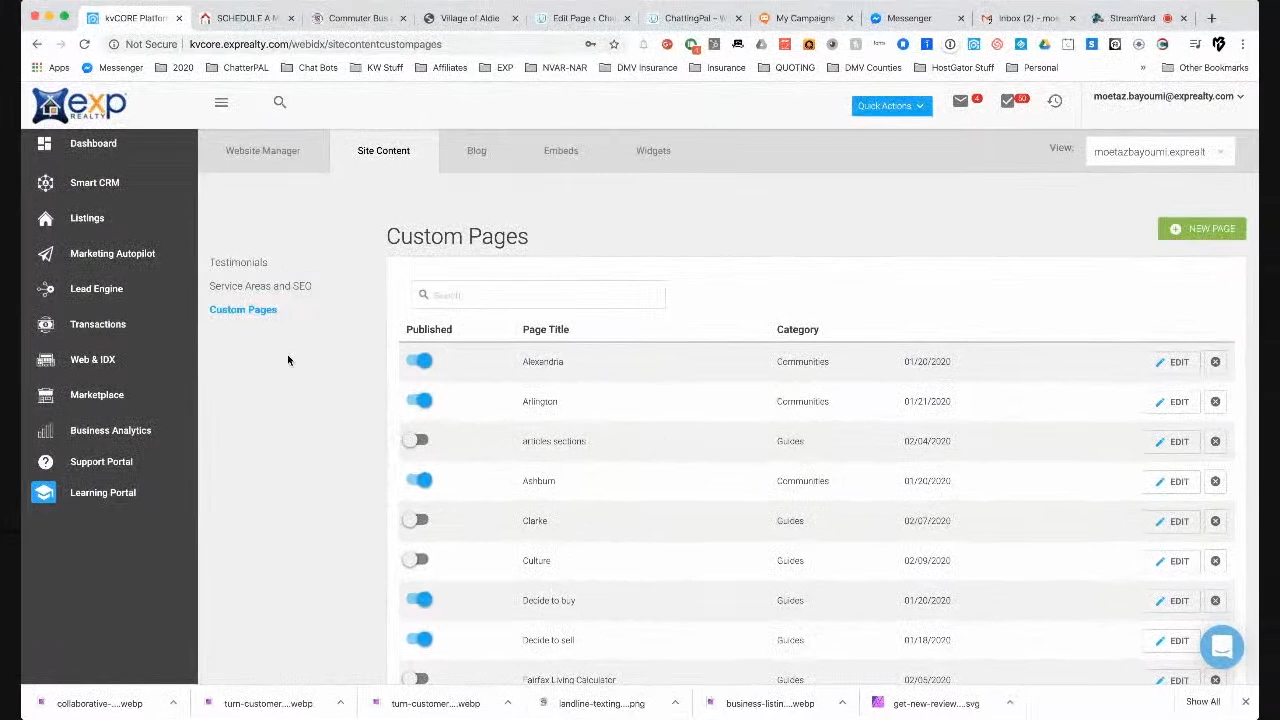 kvCORE Platforr
SCHEDULE A M
Commuter Bus
Village of Aldie
Edit Page ‹ Cha
ChattingPal – W
My Campaigns
Messenger
Inbox (2) - moe
StreamYard
Not Secure
kvcore.exprealty.com/webidx/sitecontentcustompages
Apps
Messenger
2020
ChatterPAL
Chat Bots
KW Stuff
Affiliates
EXP
NVAR-NAR
DMV Insurance
Insurance
QUOTING
DMV Counties
HostGator Stuff
Personal
»
Other Bookmarks
exp
REALTY
Quick Actions
4
60
moetaz.bayoumi@exprealty.com
Dashboard
Smart CRM
Listings
Marketing Autopilot
Lead Engine
Transactions
Web & IDX
Marketplace
Business Analytics
Support Portal
Learning Portal
Website Manager
Site Content
Blog
Embeds
Widgets
View:
moetazbayoumi.exprealt
Testimonials
Service Areas and SEO
Custom Pages
Custom Pages
NEW PAGE
Search
Published Page Title Category
Alexandria Communities 01/20/2020 EDIT
Arlington Communities 01/21/2020 EDIT
articles sections Guides 02/04/2020 EDIT
Ashburn Communities 01/20/2020 EDIT
Clarke Guides 02/07/2020 EDIT
Culture Guides 02/09/2020 EDIT
Decide to buy Guides 01/20/2020 EDIT
Decide to sell Guides 01/18/2020 EDIT
Fairfax Living Calculator Guides 02/05/2020 EDIT
collaborative-....webp
turn-customer....webp
turn-customer....webp
landline-texting....png
business-listin....webp
get-new-review....svg
Show All